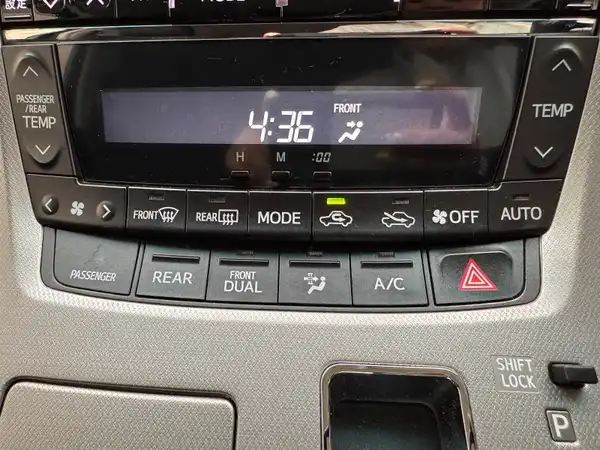 設定
MODE
PASSENGER
/REAR
TEMP
4:36
FRONT
H M :00
TEMP
FRONT
REAR
MODE
OFF
AUTO
PASSENGER
REAR
FRONT
DUAL
A/C
SHIFT
LOCK
P